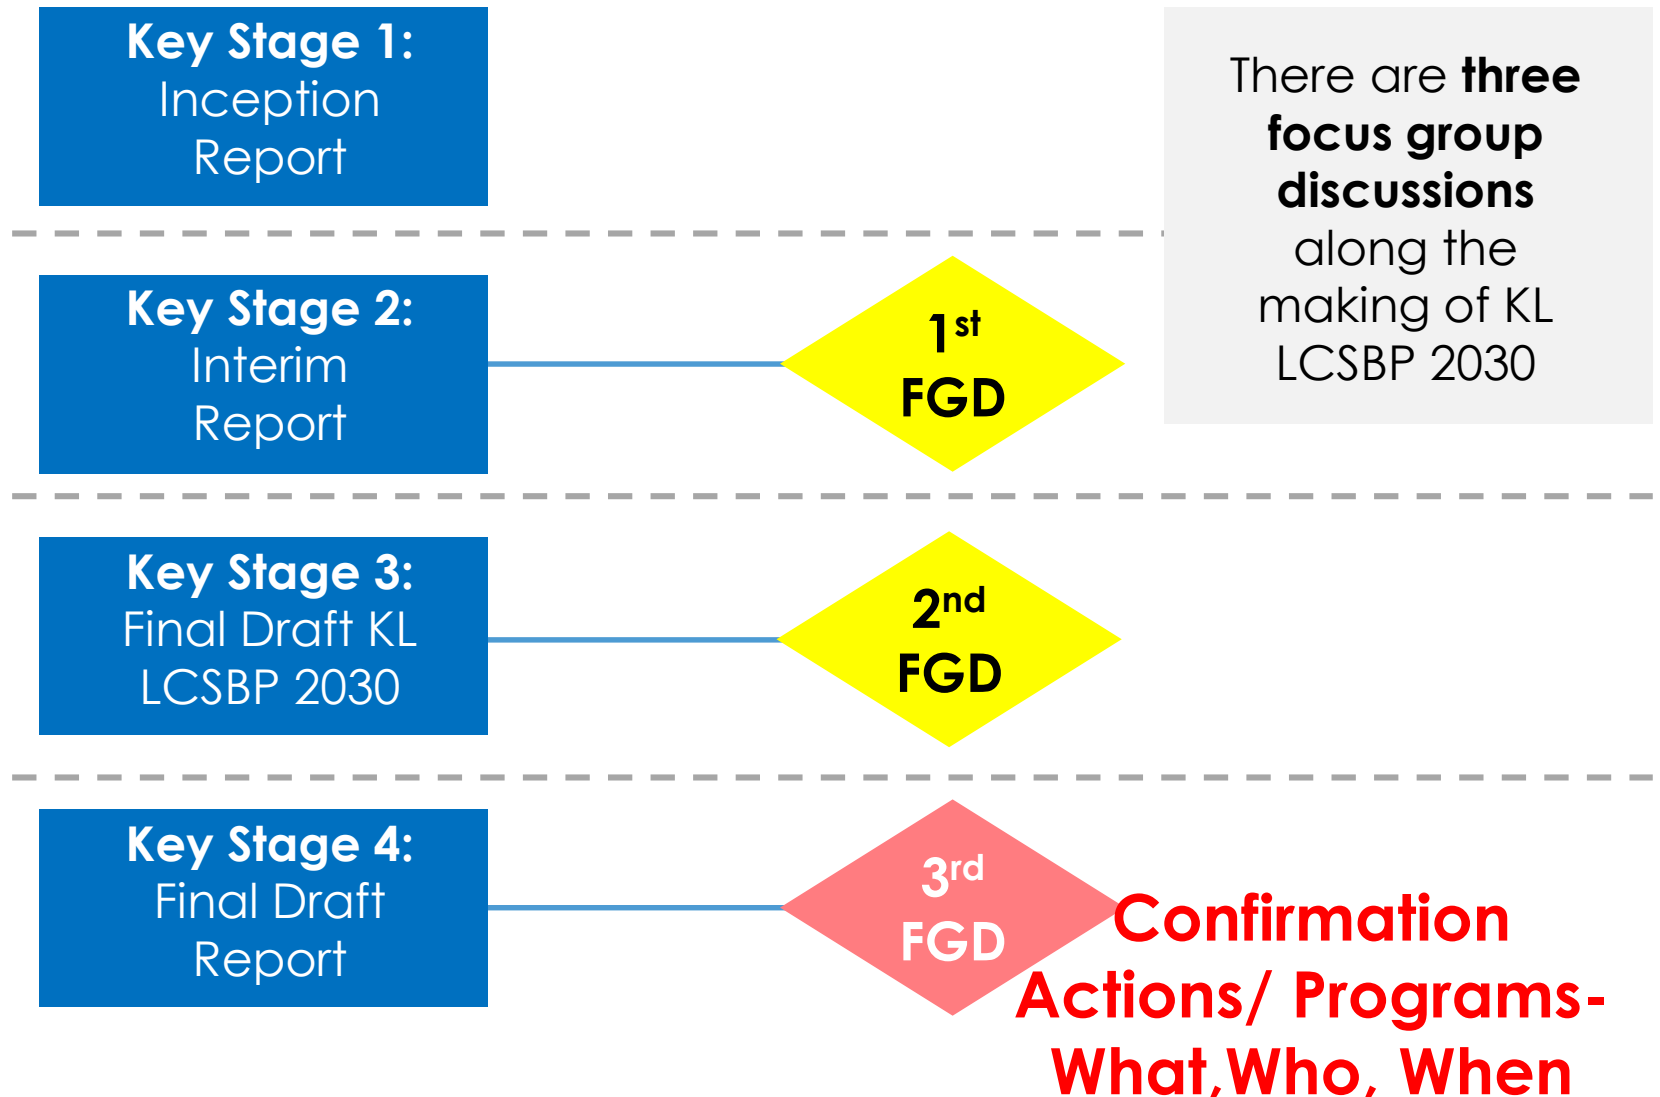 Key Stage 1:
Inception
Report
There are three
focus group
discussions
along the
making of KL
LCSBP 2030
Key Stage 2:
Interim
Report
1st
FGD
Key Stage 3:
Final Draft KL
LCSBP 2030
2nd
FGD
Key Stage 4:
Final Draft
Report
3rd
FGD
Confirmation
Actions/ Programs-
What,Who, When